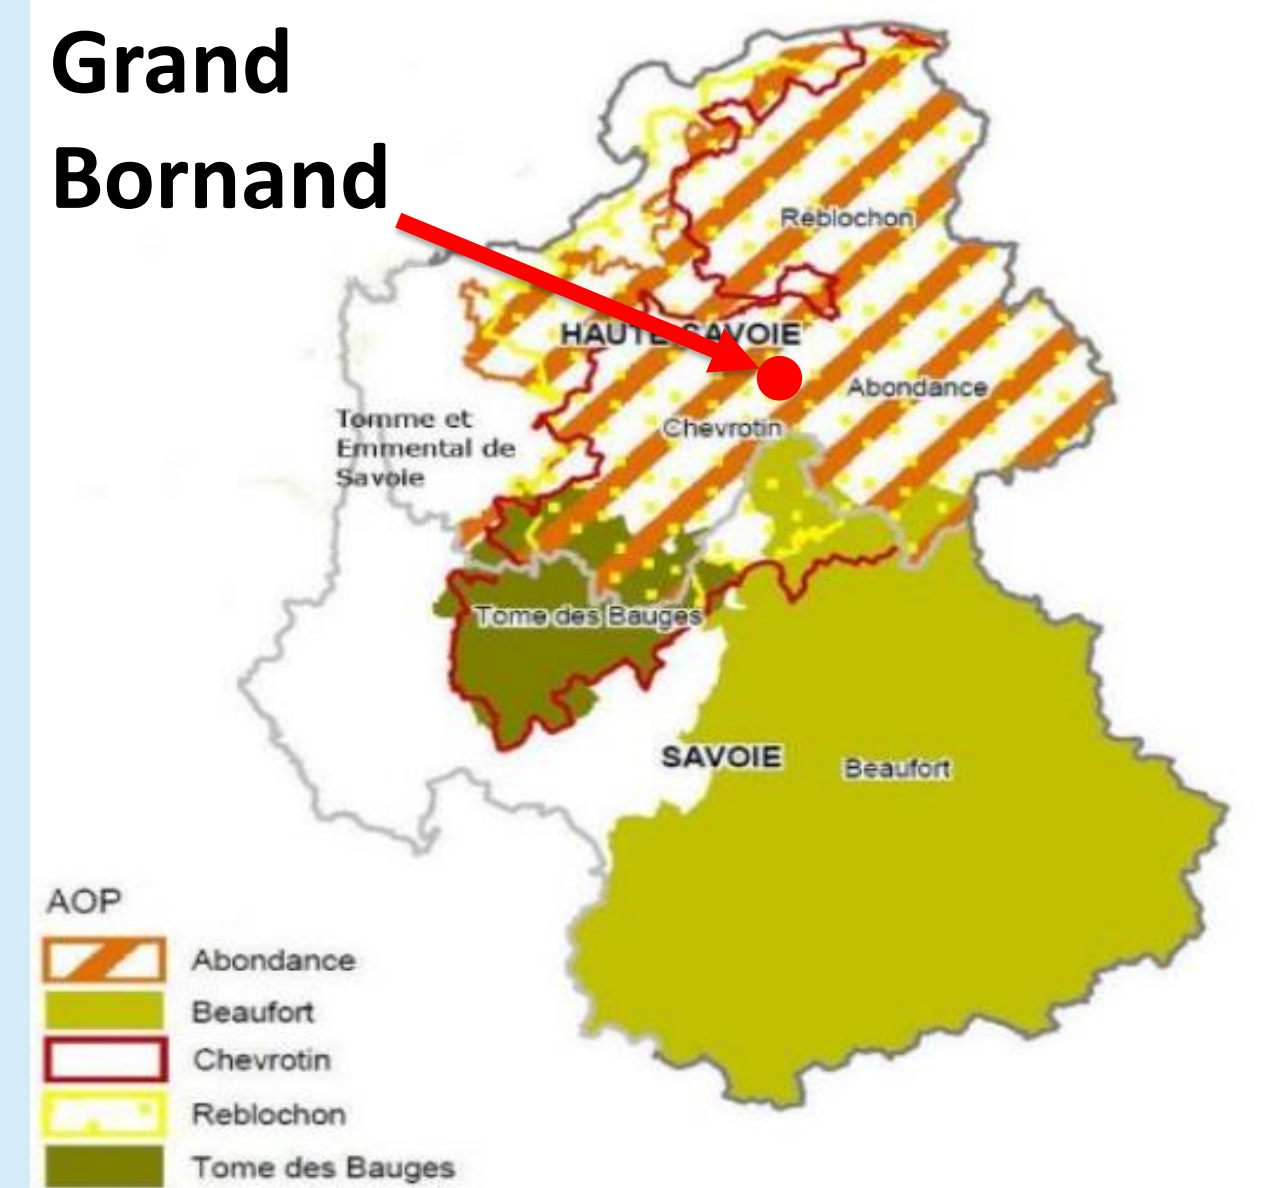 Grand
Bornand
Reblochon
HAUTE-SAVOIE
Abondance
Chevrotin
Tomme et
Emmental de
Savoie
Tome des Bauges
SAVOIE
Beaufort
AOP
Abondance
Beaufort
Chevrotin
Reblochon
Tome des Bauges